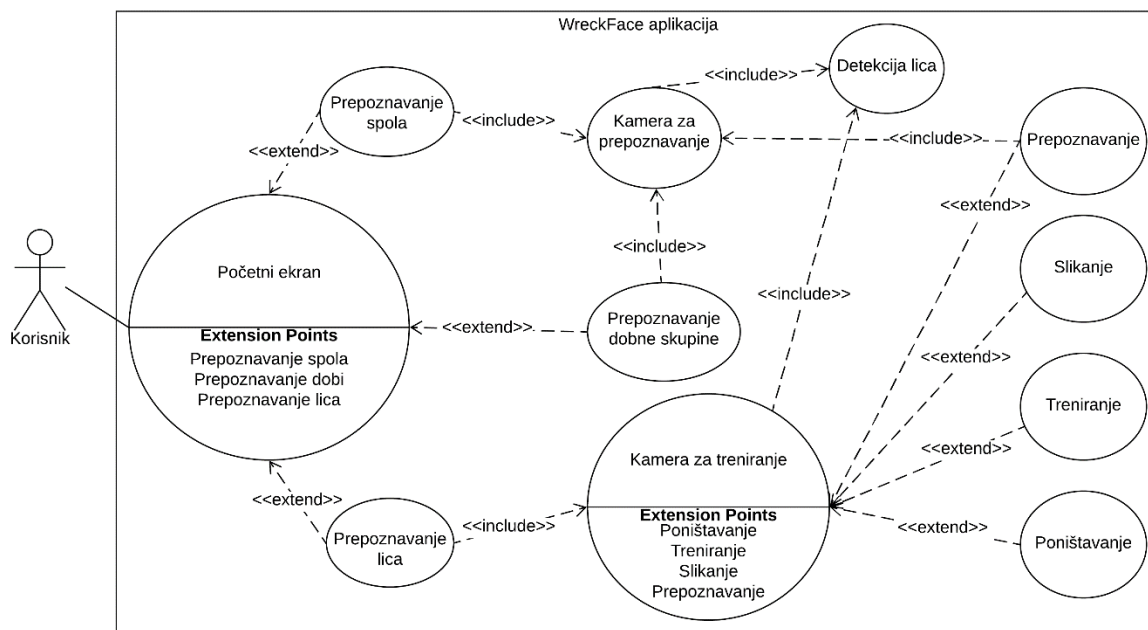 WreckFace aplikacija
Detekcija lica
<<include>>
Prepoznavanje
spola
<<include>>
Kamera za
prepoznavanje
<<include>>
Prepoznavanje
<<extend>>
<<extend>>
Slikanje
Početni ekran
<<include>>
<<include>>
Korisnik
Extension Points
Prepoznavanje spola
Prepoznavanje dobi
Prepoznavanje lica
<<extend>>
Prepoznavanje
dobne skupine
<<extend>>
Treniranje
Kamera za treniranje
<<extend>>
<<extend>>
Prepoznavanje
lica
<<include>>
Extension Points
Poništavanje
Treniranje
Slikanje
Prepoznavanje
<<extend>>
Poništavanje